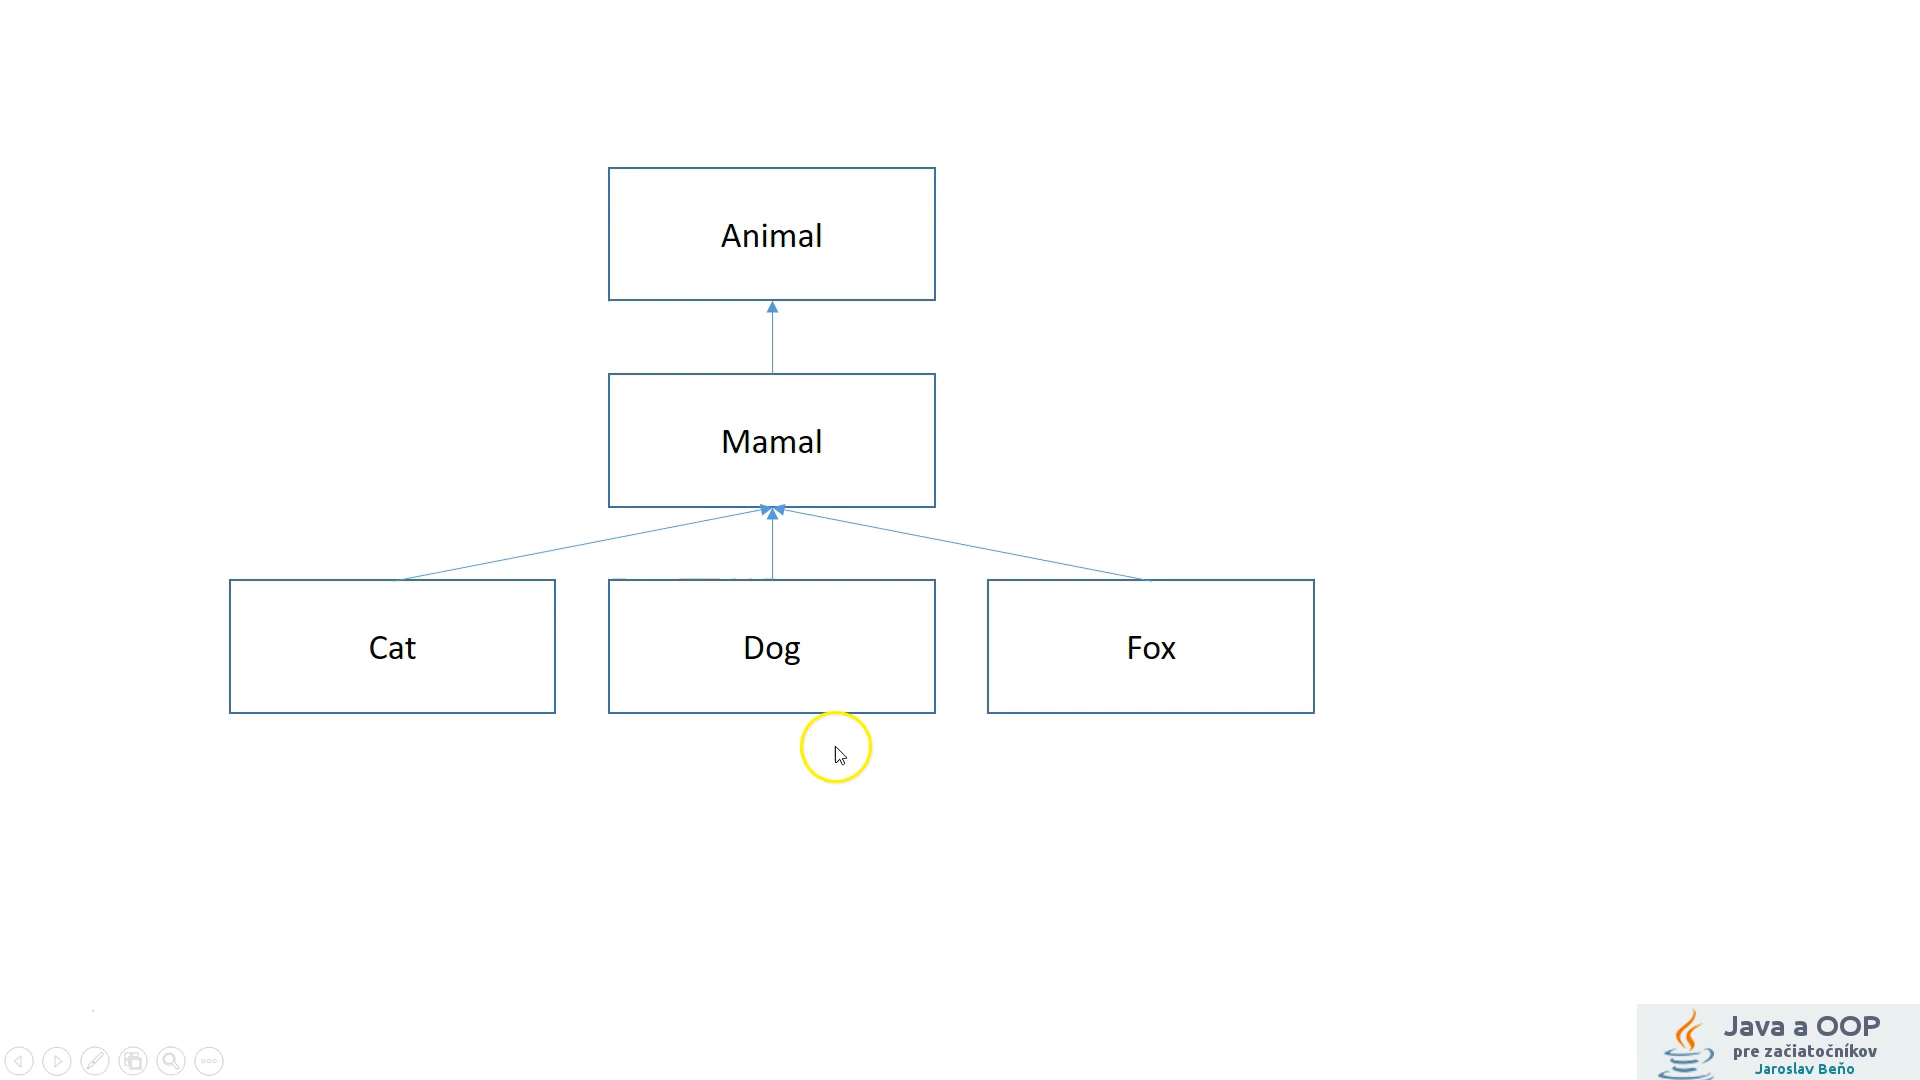 Animal
Mamal
Cat
Dog
Fox
Java a OOP
pre začiatočníkov
Jaroslav Beňo